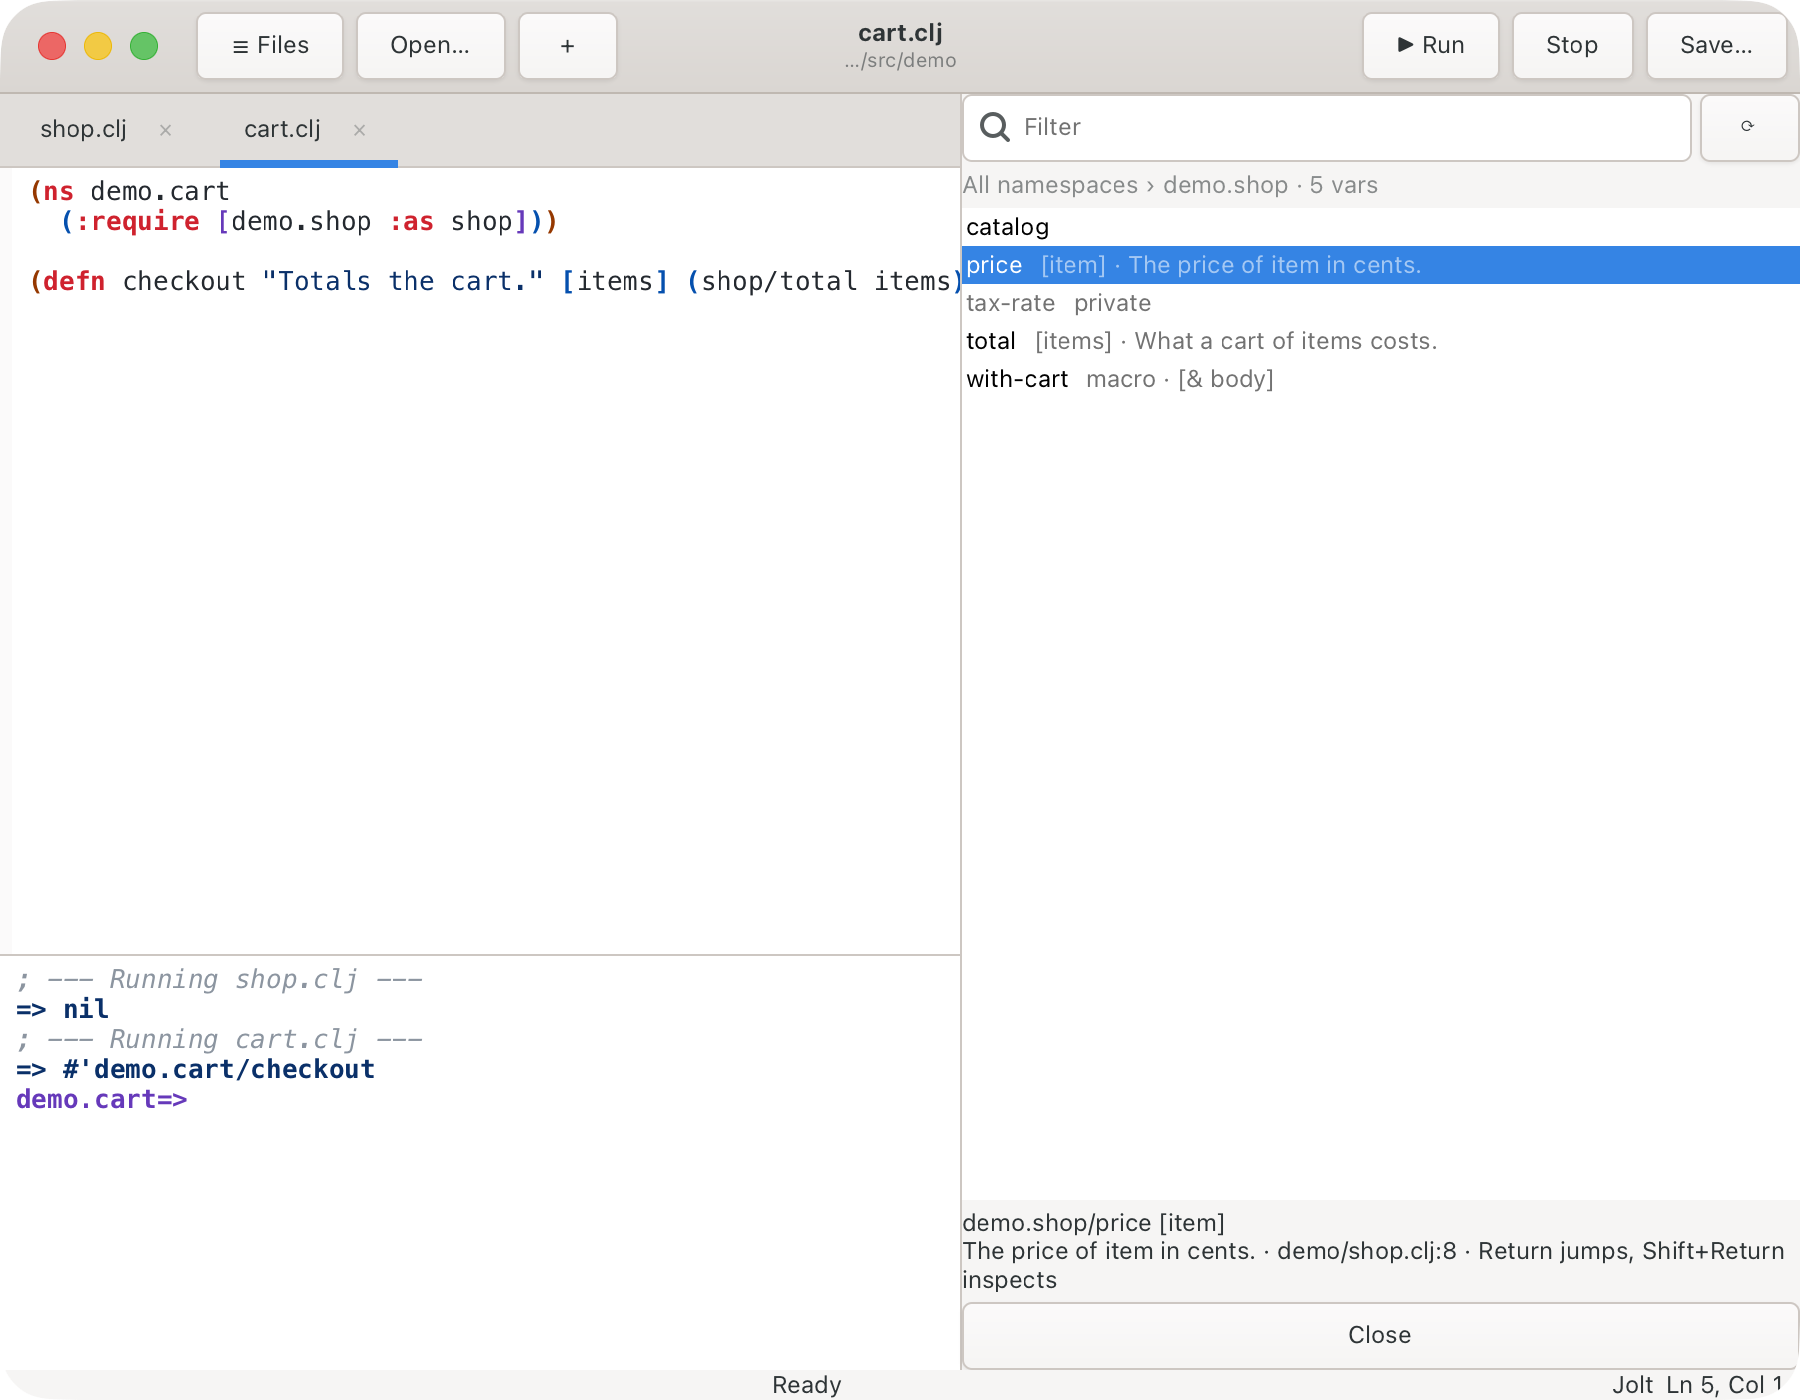 ≡ Files
Open...
+
cart.clj
.../src/demo
▶ Run
Stop
Save...
shop.clj ×
cart.clj ×
(ns demo.cart
  (:require [demo.shop :as shop]))
(defn checkout "Totals the cart." [items] (shop/total items)
; --- Running shop.clj ---
=> nil
; --- Running cart.clj ---
=> #'demo.cart/checkout
demo.cart=>
Filter
⟳
All namespaces › demo.shop · 5 vars
catalog
price [item] · The price of item in cents.
tax-rate private
total [items] · What a cart of items costs.
with-cart macro · [& body]
demo.shop/price [item]
The price of item in cents. · demo/shop.clj:8 · Return jumps, Shift+Return
inspects
Close
Ready
Jolt Ln 5, Col 1